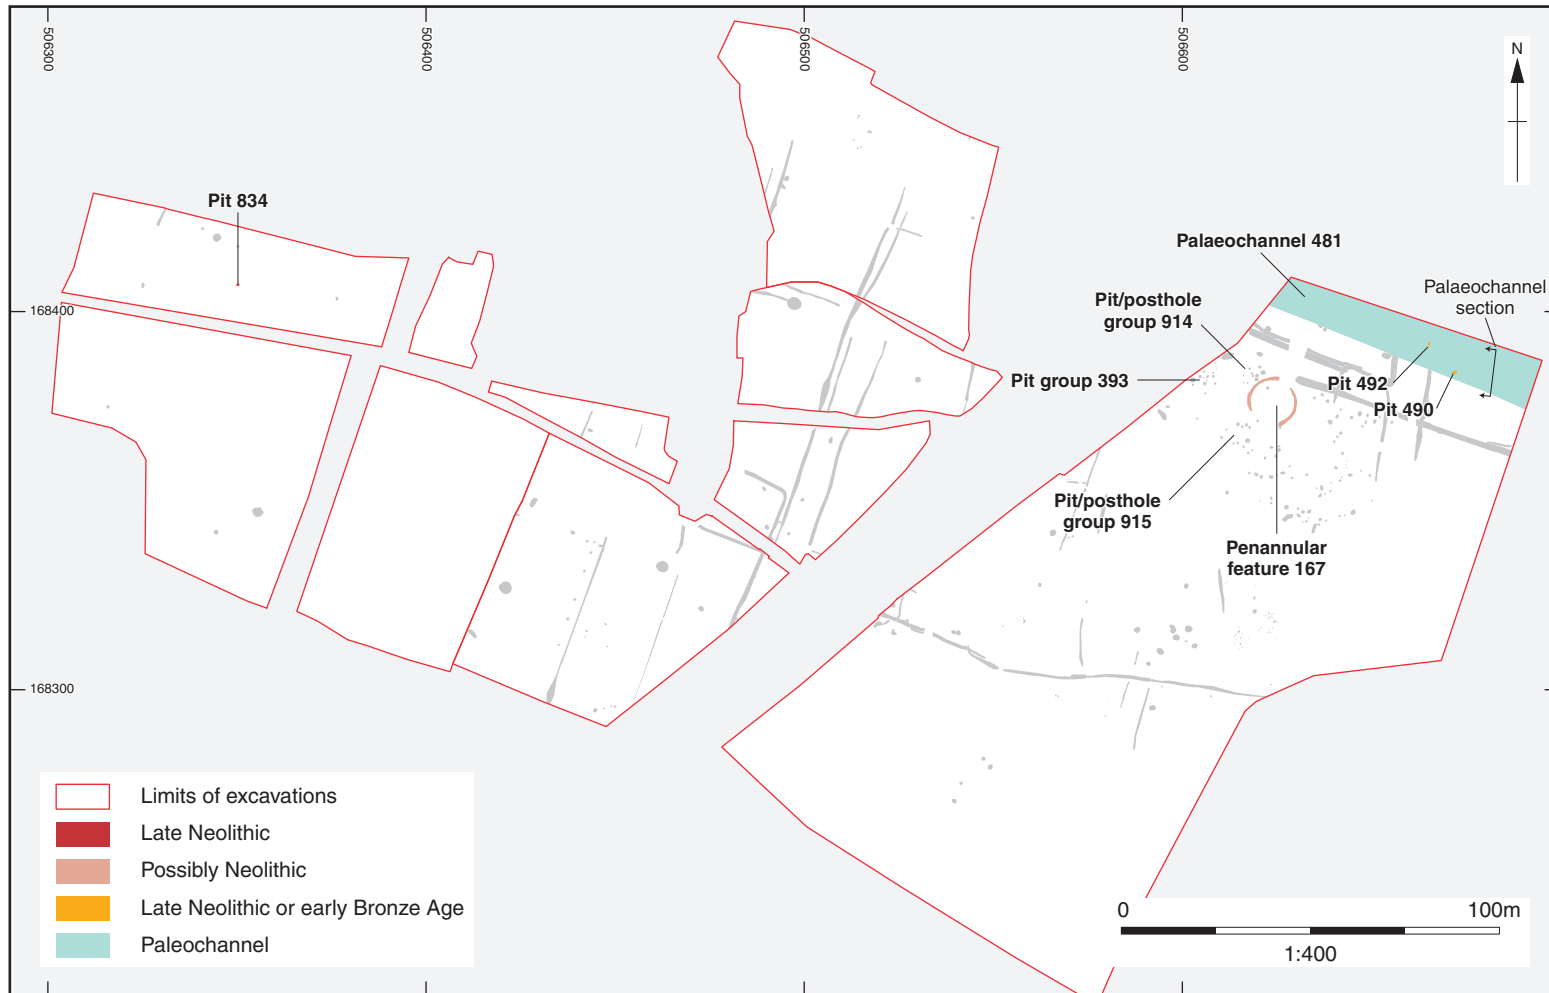 506300
506400
506500
506600
N
Pit 834
Palaeochannel 481
Palaeochannel
section
Pit/posthole
group 914
168400
Pit group 393
Pit 492
Pit 490
Pit/posthole
group 915
Penannular
feature 167
168300
Limits of excavations
Late Neolithic
Possibly Neolithic
Late Neolithic or early Bronze Age
Paleochannel
0
100m
1:400